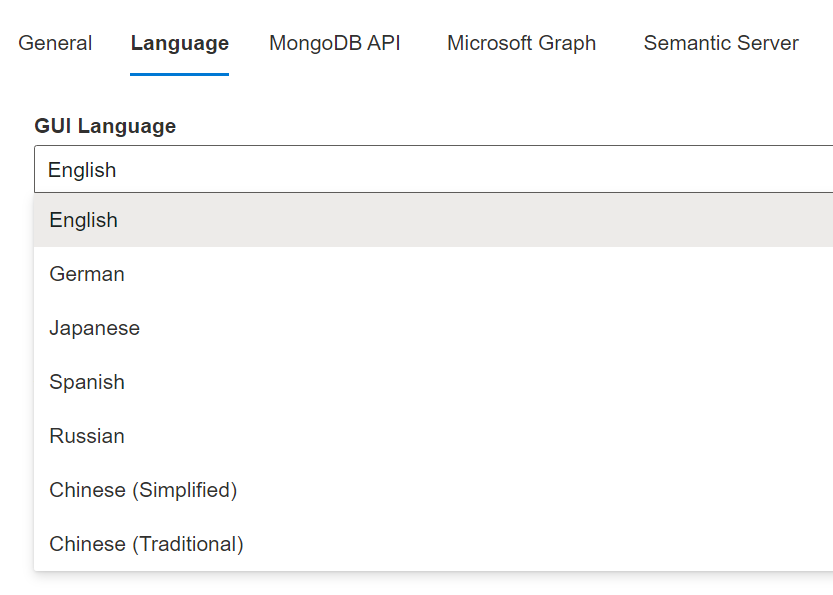 General Language MongoDB API Microsoft Graph Semantic Server
GUI Language
English
English
German
Japanese
Spanish
Russian
Chinese (Simplified)
Chinese (Traditional)